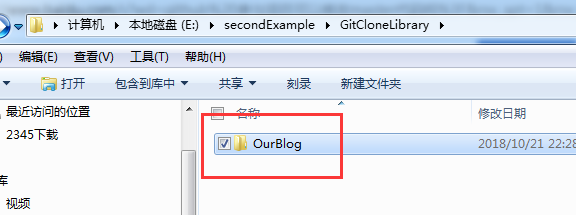 计算机 ▸ 本地磁盘 (E:) ▸ secondExample ▸ GitCloneLibrary ▸
编辑(E) 查看(V) 工具(T) 帮助(H)
打开 包含到库中 共享 刻录 新建文件夹
最近访问的位置 名称 修改日期
2345下载 OurBlog 2018/10/21 22:28
库
视频